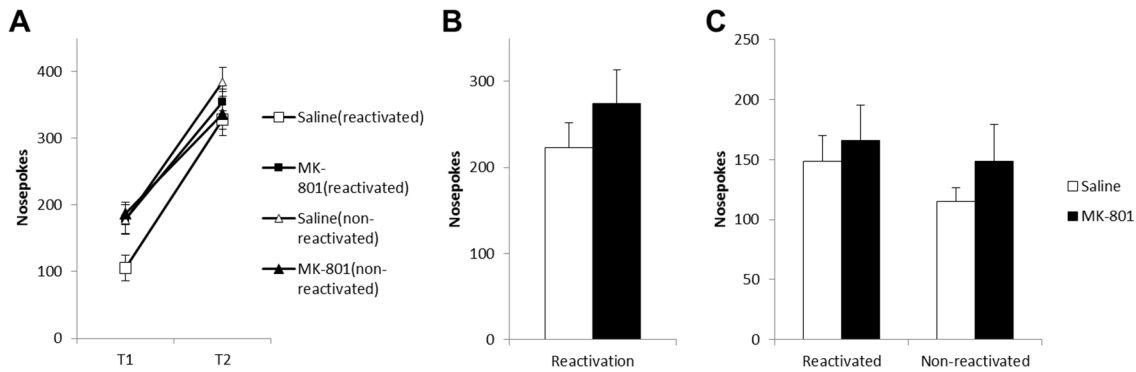 A
Nosepokes
400
300
200
100
0
T1 T2
Saline(reactivated)
MK-
801(reactivated)
Saline(non-
reactivated)
MK-801(non-
reactivated)
B
Nosepokes
300
200
100
0
Reactivation
C
Nosepokes
250
200
150
100
50
0
Reactivated Non-reactivated
Saline
MK-801